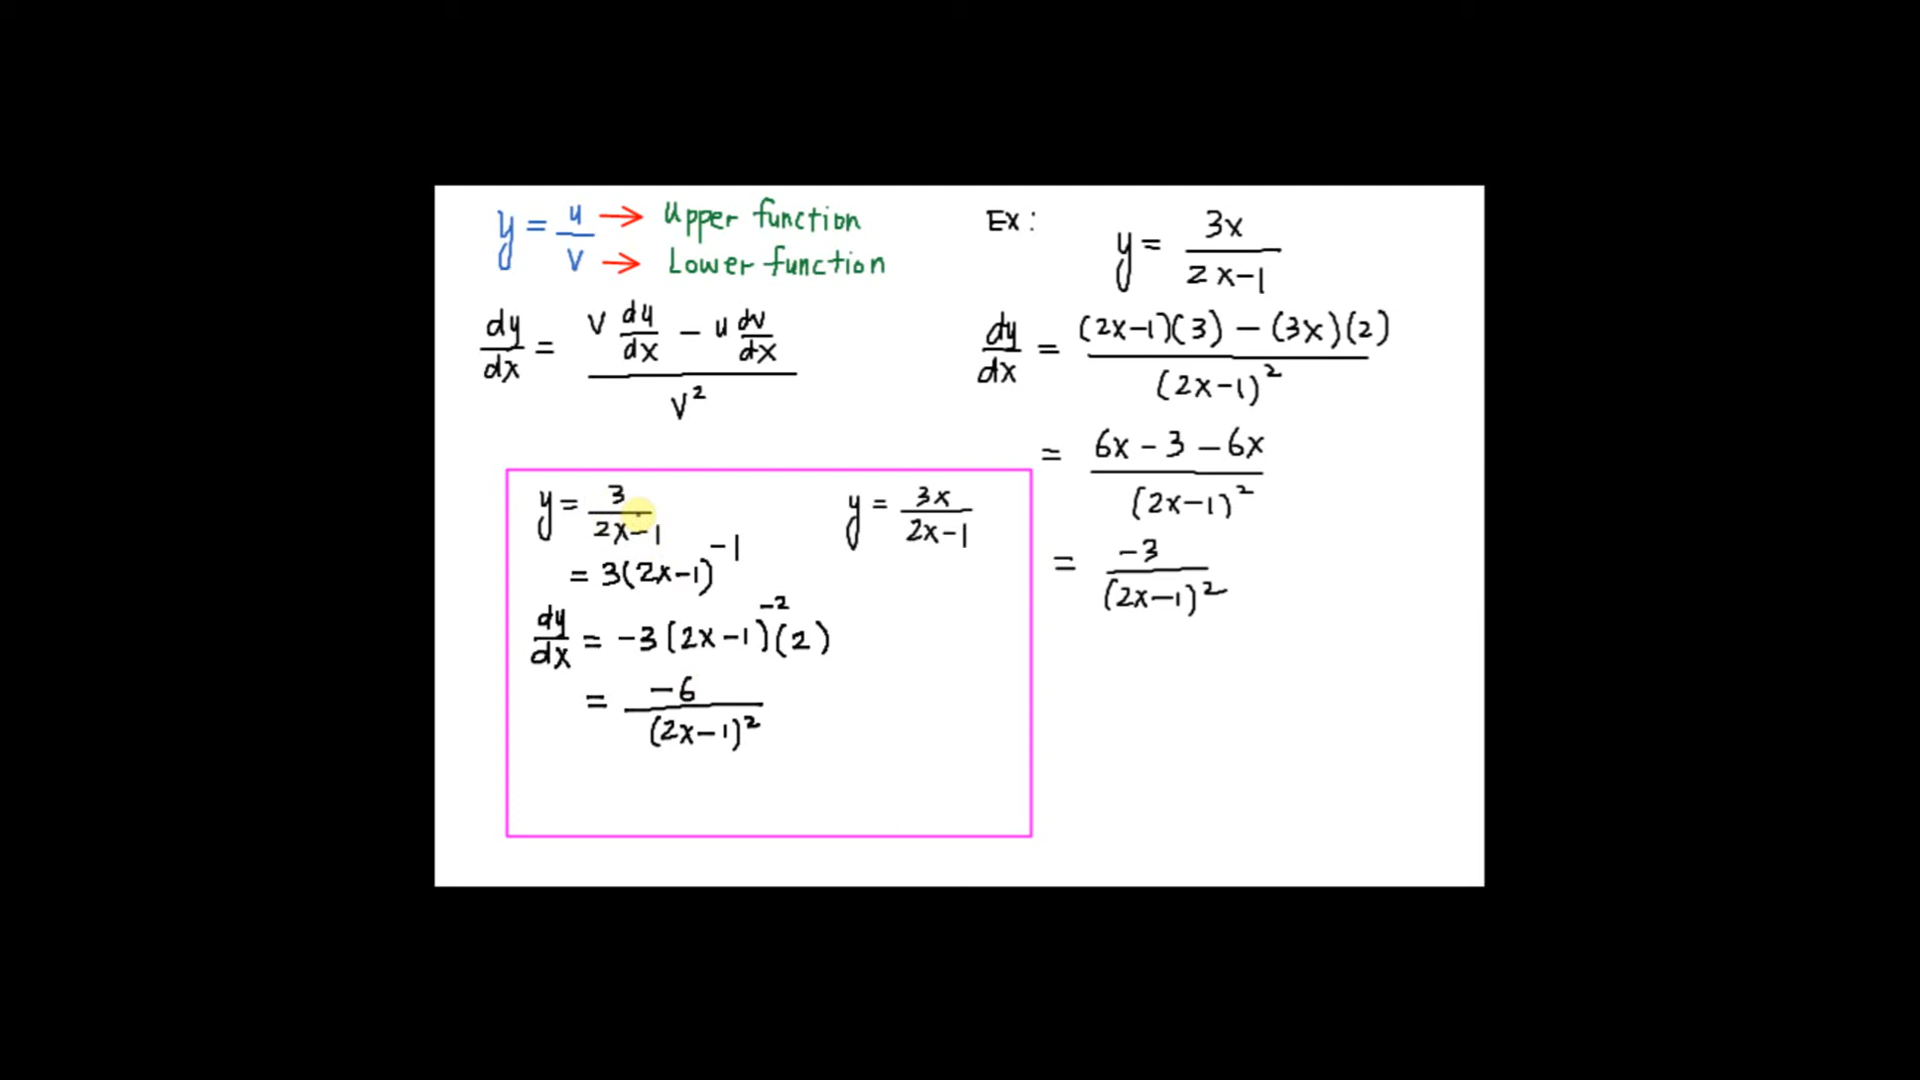 y = u/v → Upper function
→ Lower function
dy/dx = (v du/dx − u dv/dx) / v²
Ex: y = 3x/(2x−1)
dy/dx = ((2x−1)(3) − (3x)(2)) / (2x−1)²
= (6x − 3 − 6x) / (2x−1)²
= −3/(2x−1)²
y = 3/(2x−1)
= 3(2x−1)⁻¹
dy/dx = −3(2x−1)⁻²(2)
= −6/(2x−1)²
y = 3x/(2x−1)